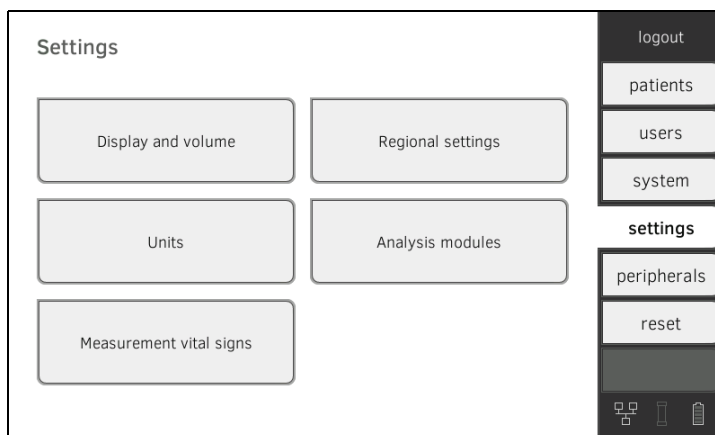 Settings
Display and volume
Regional settings
Units
Analysis modules
Measurement vital signs
logout
patients
users
system
settings
peripherals
reset